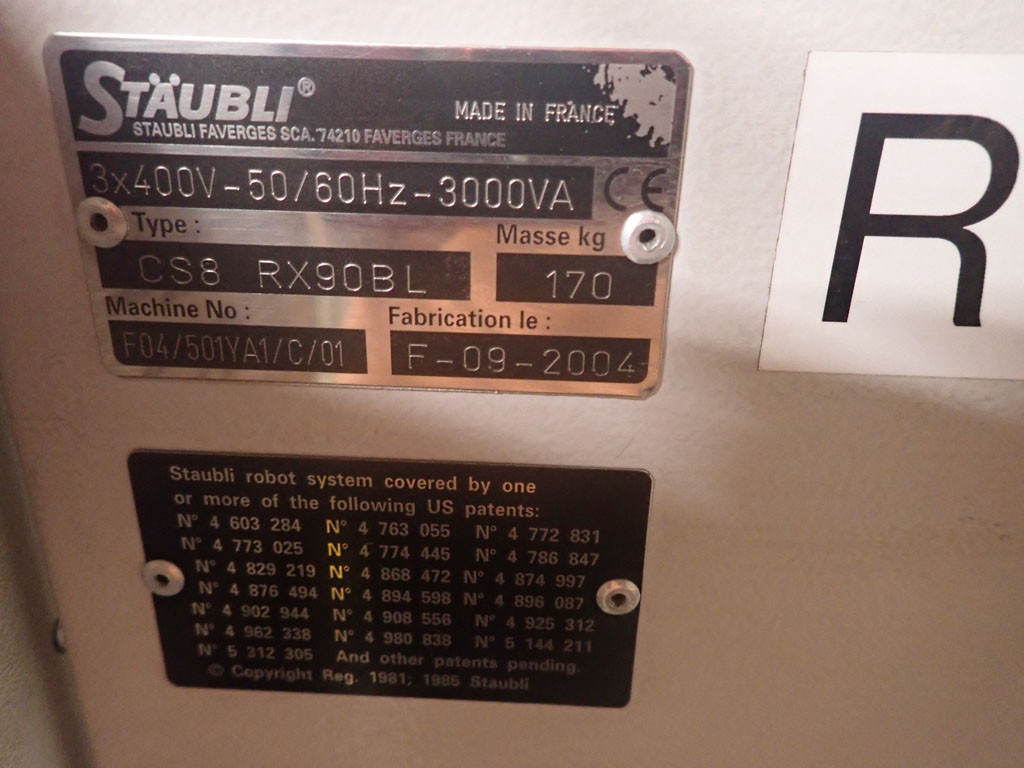 STÄUBLI®
MADE IN FRANCE
STAUBLI FAVERGES SCA. 74210 FAVERGES FRANCE
3x400V-50/60Hz-3000VA CE
Type :
Masse kg
CS8 RX90BL
170
Machine No :
Fabrication le :
F04/501YA1/C/01
F-09-2004
R
Staubli robot system covered by one
or more of the following US patents:
N° 4 603 284 N° 4 763 055 N° 4 772 831
N° 4 773 025 N° 4 774 445 N° 4 786 847
N° 4 829 219 N° 4 868 472 N° 4 874 997
N° 4 876 494 N° 4 894 598 N° 4 896 087
N° 4 902 944 N° 4 908 556 N° 4 925 312
N° 4 962 338 N° 4 980 838 N° 5 144 211
N° 5 312 305 And other patents pending.
© Copyright Reg. 1981; 1985 Staubli